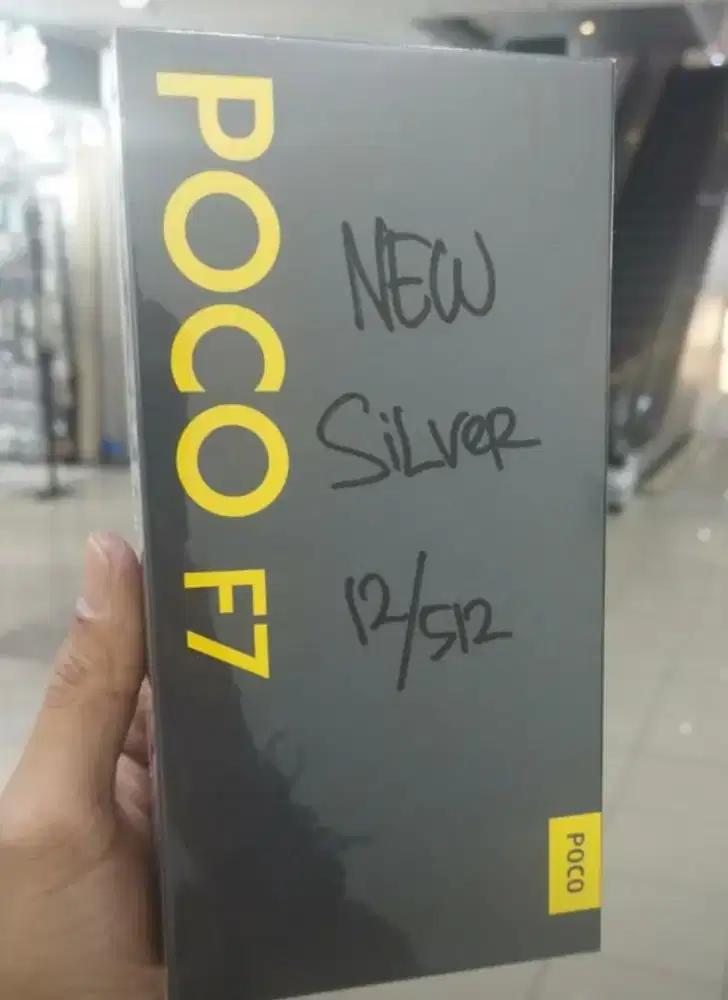 POCO F7
NEW
SiLVER
12/512
POCO